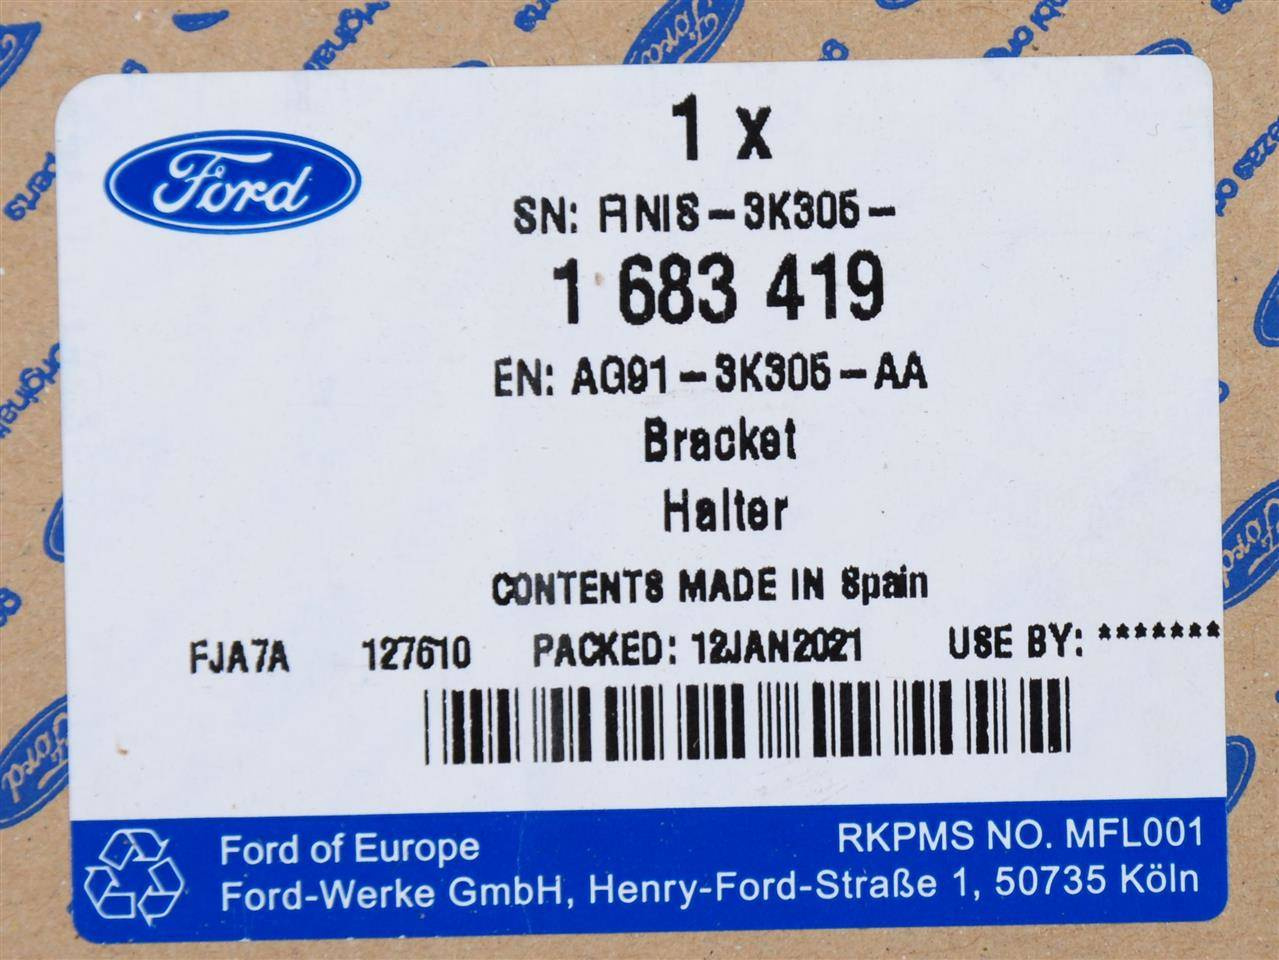 Ford
1 x
SN: FINIS-3K305-
1 683 419
EN: AG91-3K305-AA
Bracket
Halter
CONTENTS MADE IN Spain
FJA7A 127610 PACKED: 12JAN2021 USE BY: *******
Ford of Europe
RKPMS NO. MFL001
Ford-Werke GmbH, Henry-Ford-Straße 1, 50735 Köln